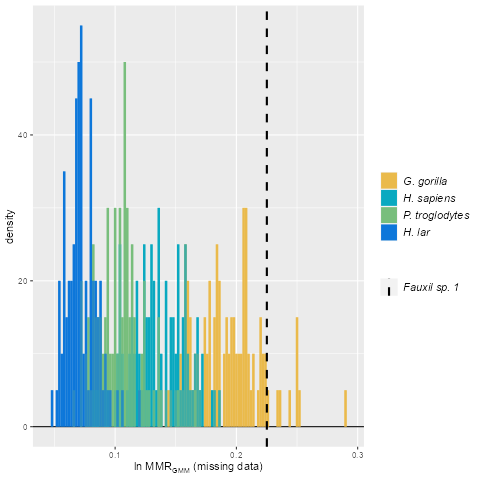 density
40
20
0
0.1
0.2
0.3
ln MMR_GMM (missing data)
G. gorilla
H. sapiens
P. troglodytes
H. lar
Fauxil sp. 1